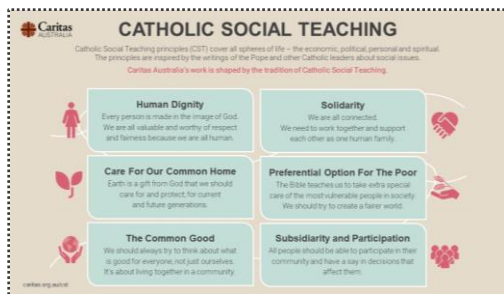 Caritas
AUSTRALIA
CATHOLIC SOCIAL TEACHING
Catholic Social Teaching principles (CST) cover all spheres of life – the economic, political, personal and spiritual.
The principles are inspired by the writings of the Pope and other Catholic leaders about social issues.
Caritas Australia's work is shaped by the tradition of Catholic Social Teaching.
Human Dignity
Every person is made in the image of God.
We are all valuable and worthy of respect
and fairness because we are all human.
Solidarity
We are all connected.
We need to work together and support
each other as one human family.
Care For Our Common Home
Earth is a gift from God that we should
care for and protect, for current
and future generations.
Preferential Option For The Poor
The Bible teaches us to take extra special
care of the most vulnerable people in society.
We should try to create a fairer world.
The Common Good
We should always try to think about what
is good for everyone, not just ourselves.
It's about living together in a community.
Subsidiarity and Participation
All people should be able to participate in their
community and have a say in decisions that
affect them.
caritas.org.au/cst